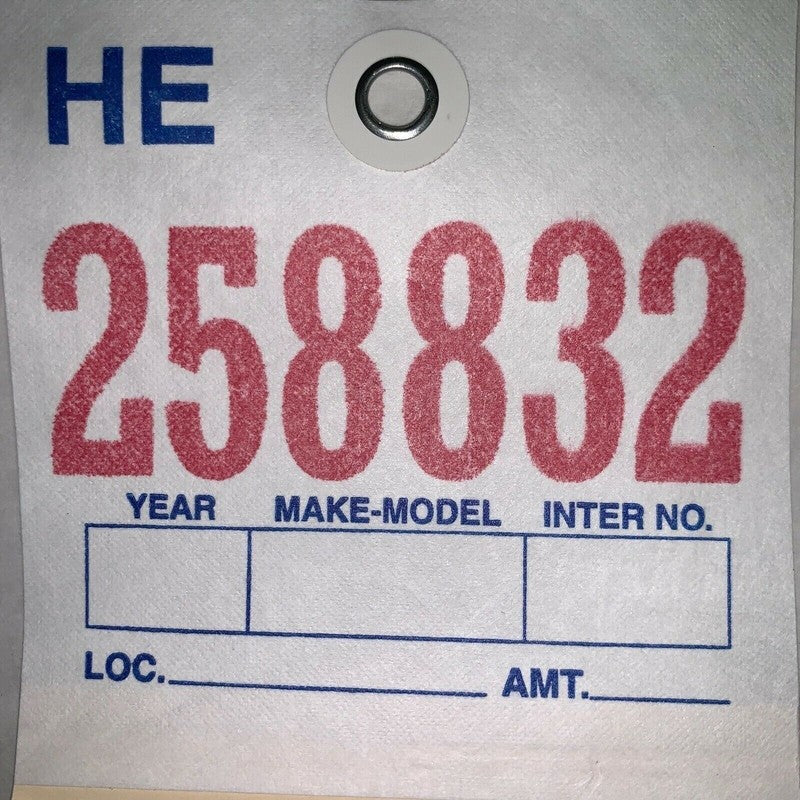 HE
258832
YEAR MAKE-MODEL INTER NO.
LOC. AMT.